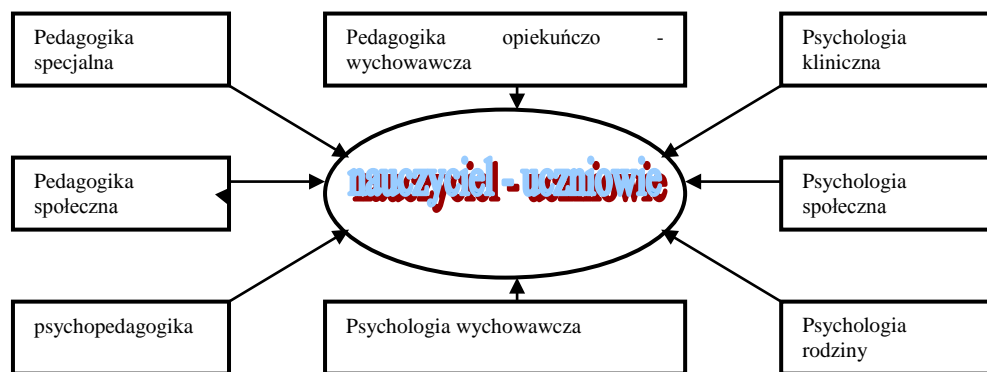 Pedagogika
specjalna
Pedagogika opiekuńczo -
wychowawcza
Psychologia
kliniczna
Pedagogika
społeczna
nauczyciel - uczniowie
Psychologia
społeczna
psychopedagogika
Psychologia wychowawcza
Psychologia
rodziny